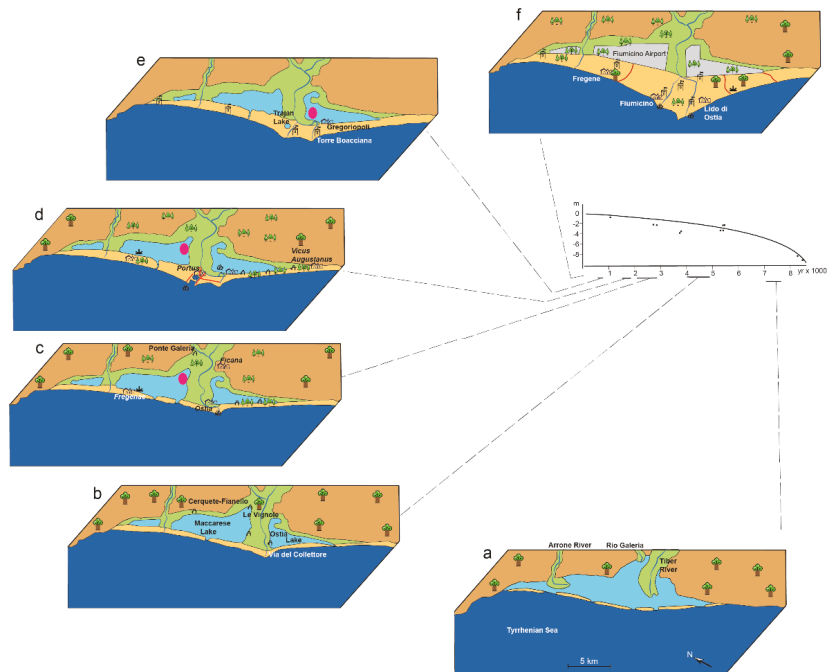 f
Fiumicino Airport
Fregene
Fiumicino
Lido di
Ostia
e
Trajan
Lake
Gregoriopoli
Torre Boacciana
d
Portus
Vicus
Augustanus
m
0
-2
-4
-6
-8
1
2
3
4
5
6
7
8
yr x 1000
c
Ponte Galeria
Ficana
Fregenae
Ostia
b
Cerquete-Fianello
Le Vignole
Maccarese
Lake
Ostia
Lake
Via del Collettore
a
Arrone River
Rio Galeria
Tiber
River
Tyrrhenian Sea
5 km
N